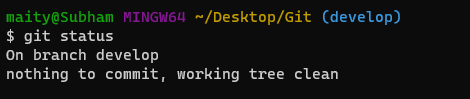 maity@Subham MINGW64 ~/Desktop/Git (develop)
$ git status
On branch develop
nothing to commit, working tree clean